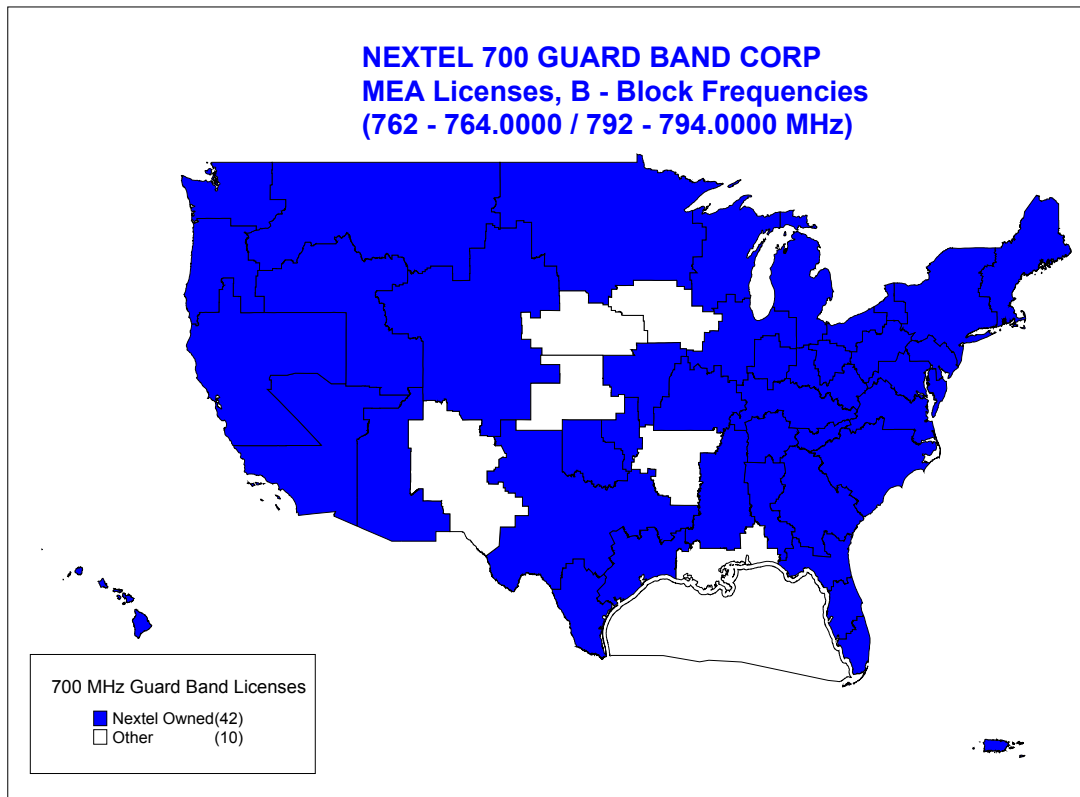 NEXTEL 700 GUARD BAND CORP
MEA Licenses, B - Block Frequencies
(762 - 764.0000 / 792 - 794.0000 MHz)
700 MHz Guard Band Licenses
Nextel Owned(42)
Other (10)